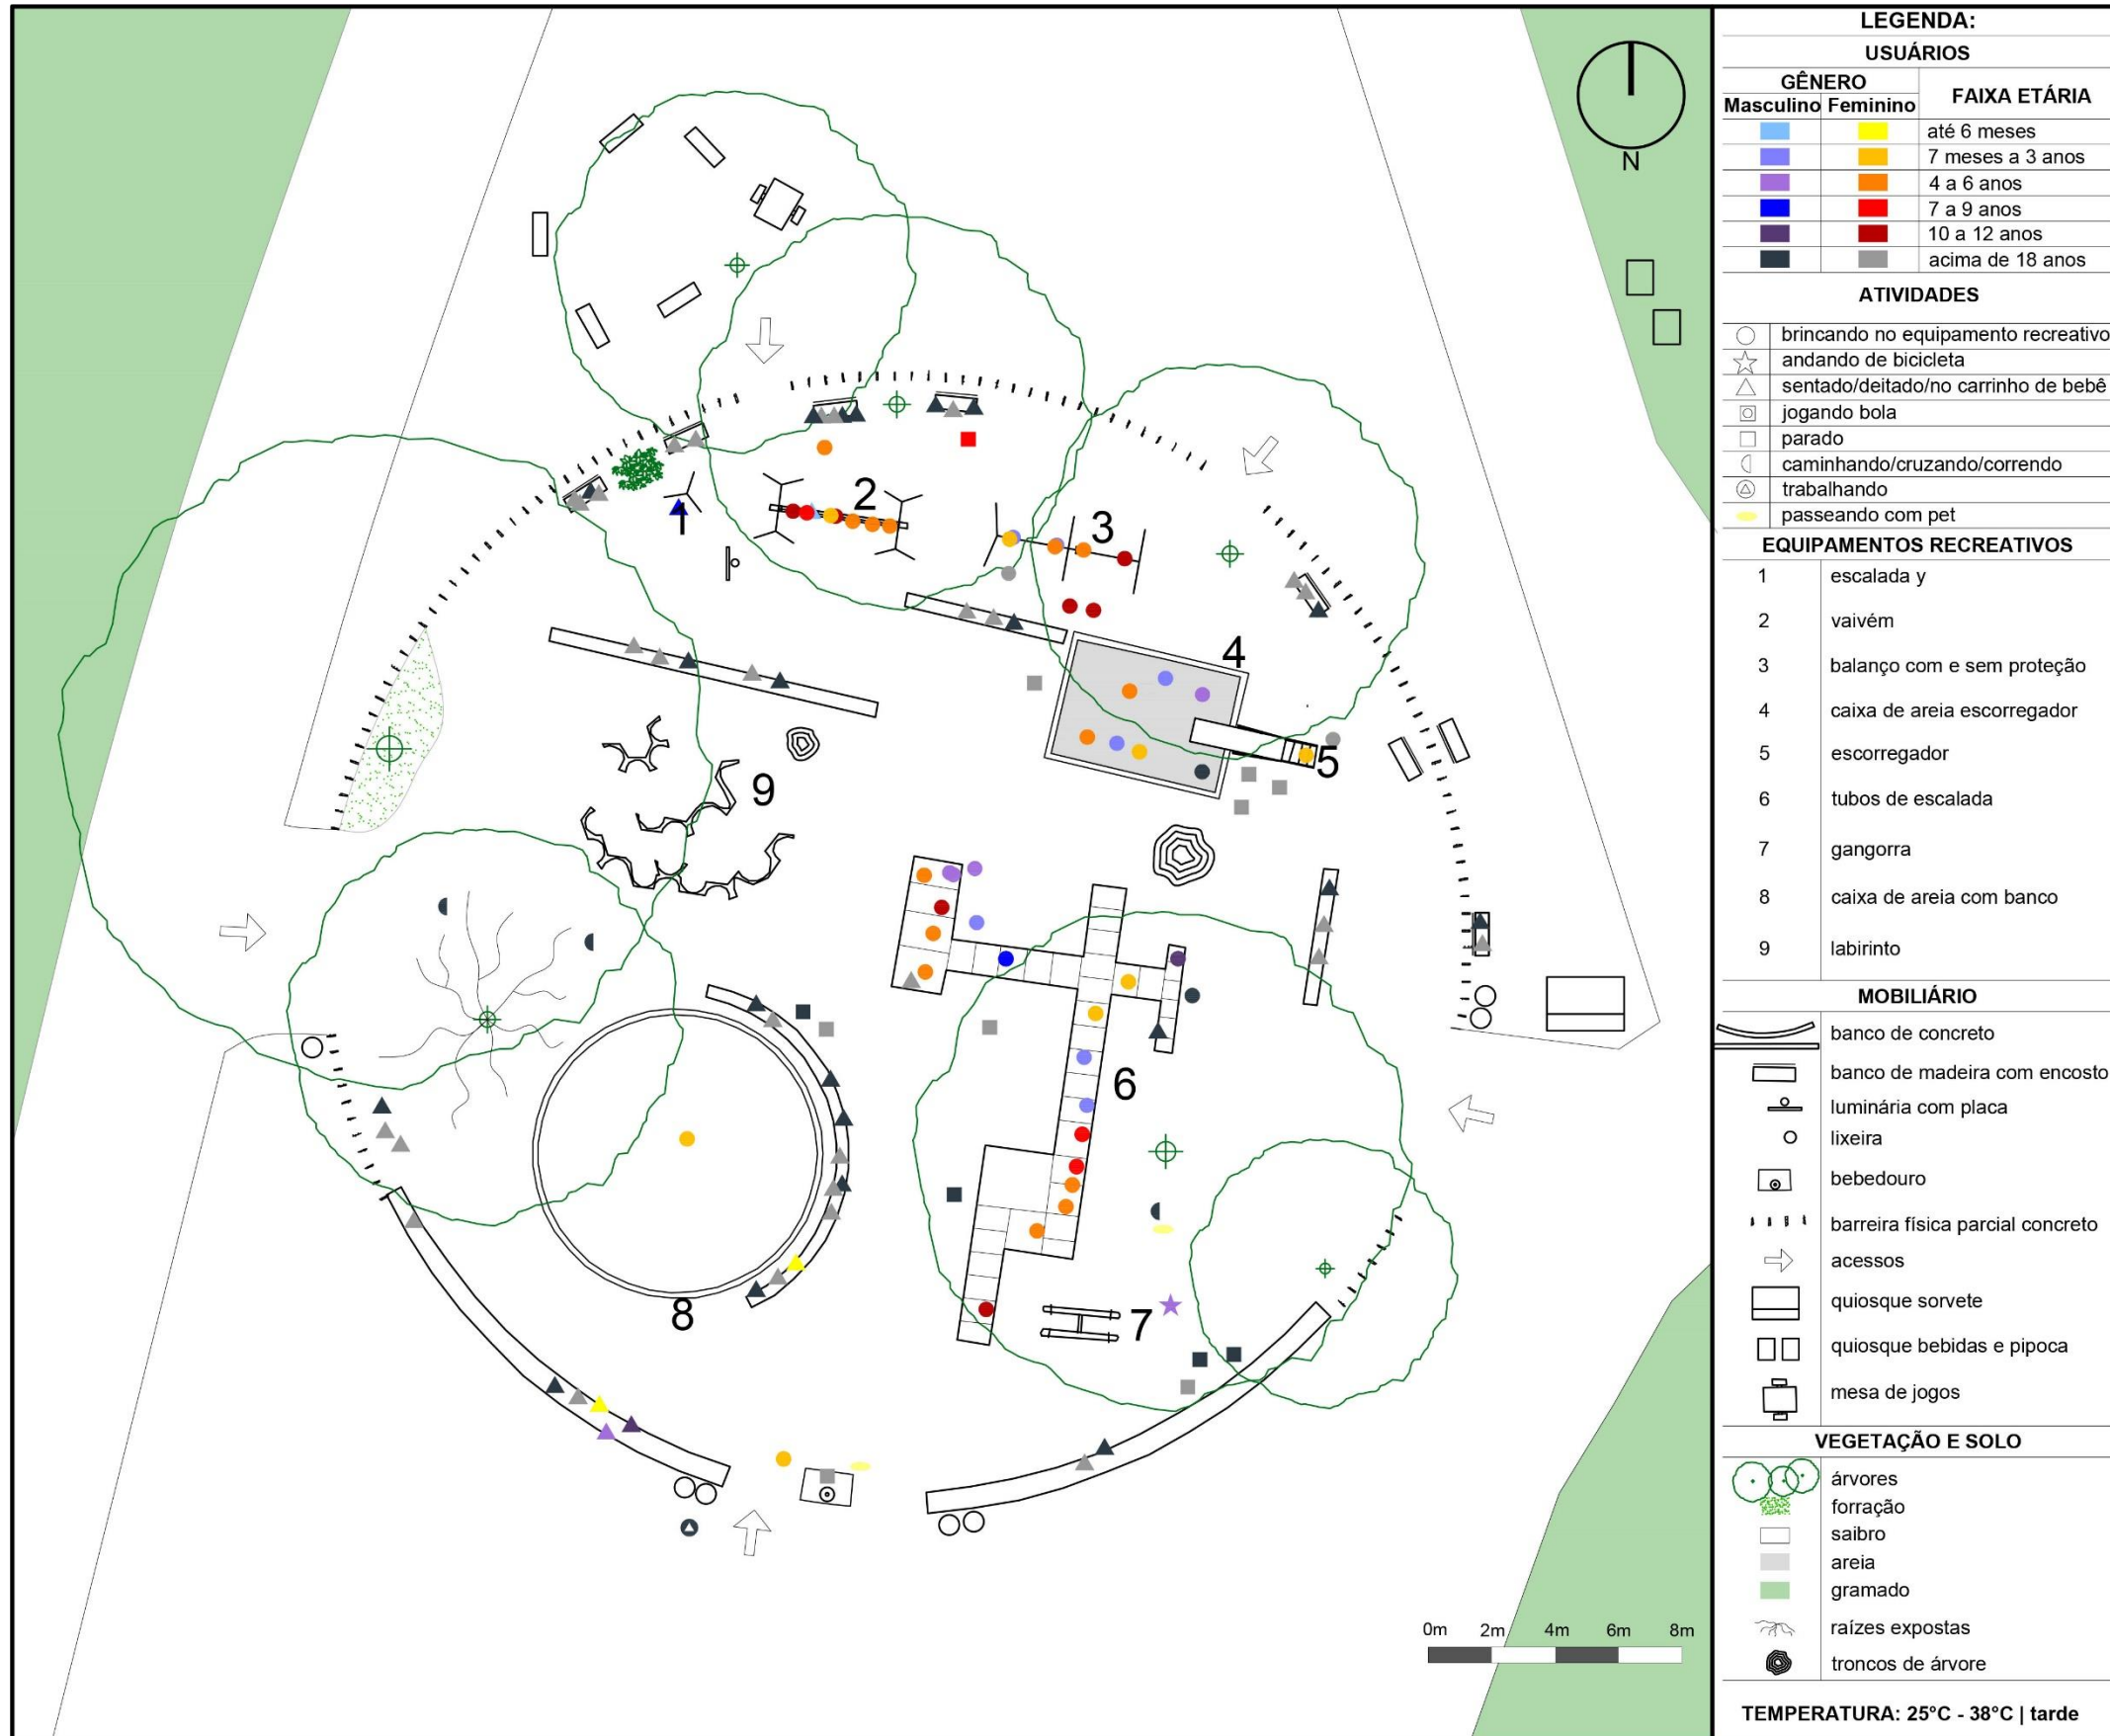 N
1
2
3
4
5
6
7
8
9
0m 2m 4m 6m 8m
LEGENDA:
USUÁRIOS
GÊNERO
Masculino Feminino FAIXA ETÁRIA
até 6 meses
7 meses a 3 anos
4 a 6 anos
7 a 9 anos
10 a 12 anos
acima de 18 anos
ATIVIDADES
brincando no equipamento recreativo
andando de bicicleta
sentado/deitado/no carrinho de bebê
jogando bola
parado
caminhando/cruzando/correndo
trabalhando
passeando com pet
EQUIPAMENTOS RECREATIVOS
1 escalada y
2 vaivém
3 balanço com e sem proteção
4 caixa de areia escorregador
5 escorregador
6 tubos de escalada
7 gangorra
8 caixa de areia com banco
9 labirinto
MOBILIÁRIO
banco de concreto
banco de madeira com encosto
luminária com placa
lixeira
bebedouro
barreira física parcial concreto
acessos
quiosque sorvete
quiosque bebidas e pipoca
mesa de jogos
VEGETAÇÃO E SOLO
árvores
forração
saibro
areia
gramado
raízes expostas
troncos de árvore
TEMPERATURA: 25°C - 38°C | tarde